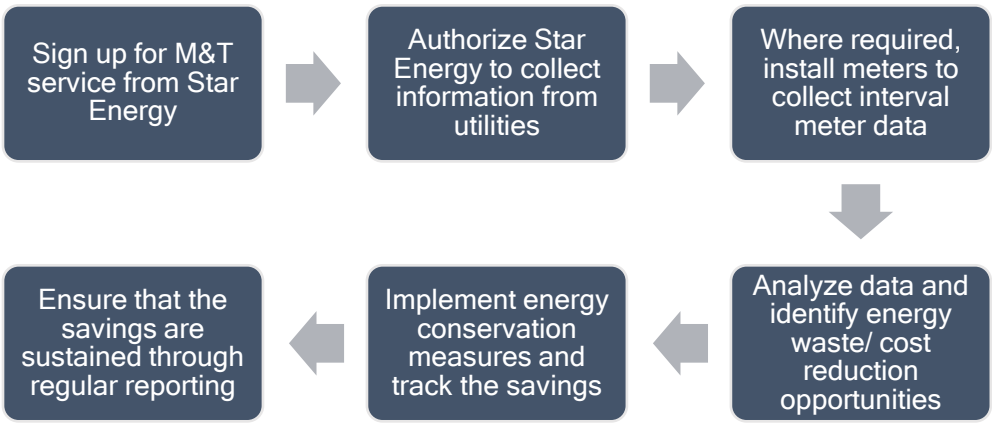 Sign up for M&T
service from Star
Energy
Authorize Star
Energy to collect
information from
utilities
Where required,
install meters to
collect interval
meter data
Analyze data and
identify energy
waste/ cost
reduction
opportunities
Implement energy
conservation
measures and
track the savings
Ensure that the
savings are
sustained through
regular reporting